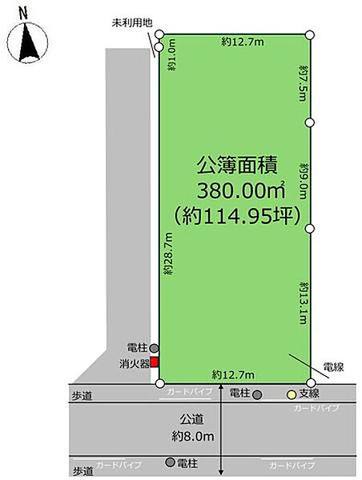 N
未利用地
約12.7m
約1.0m
約7.5m
公簿面積
380.00㎡
（約114.95坪）
約9.0m
約28.7m
約13.1m
電柱
消火器
約12.7m
電線
歩道
ガードパイプ
電柱
支線
ガードパイプ
公道
約8.0m
歩道
ガードパイプ
電柱
ガードパイプ